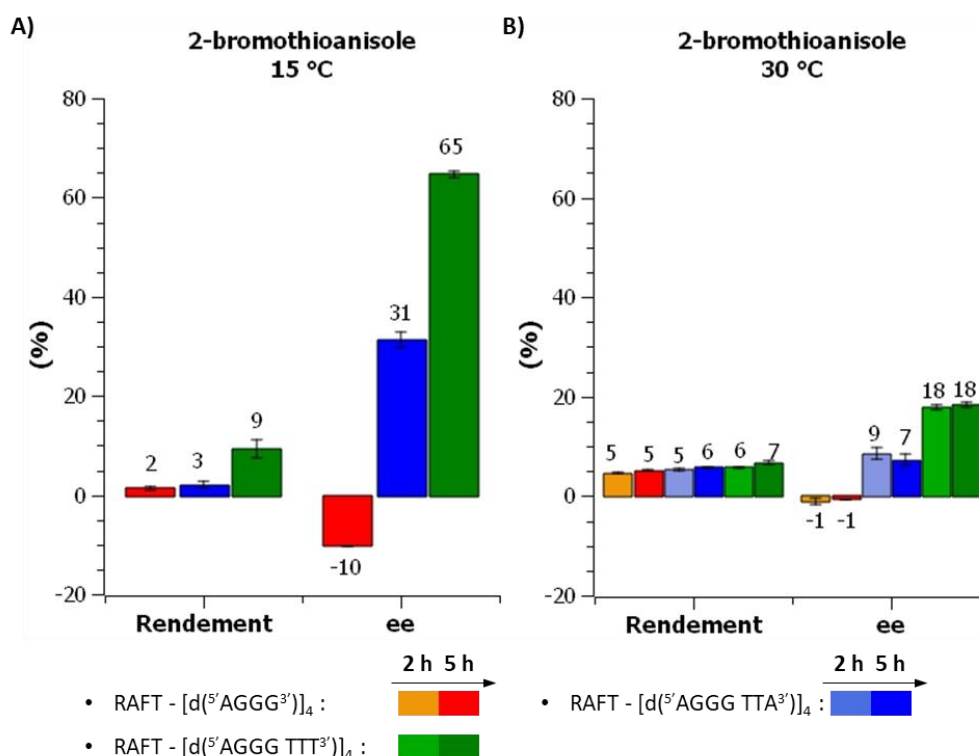 A)
2-bromothioanisole
15 °C
80
60
40
20
0
-20
(%)
2
3
9
-10
31
65
Rendement
ee
B)
2-bromothioanisole
30 °C
80
60
40
20
0
-20
(%)
5
5
5
6
6
7
-1
-1
9
7
18
18
Rendement
ee
2 h 5 h
• RAFT - [d(5’AGGG3’)]4 :
• RAFT - [d(5’AGGG TTT3’)]4 :
2 h 5 h
• RAFT - [d(5’AGGG TTA3’)]4 :